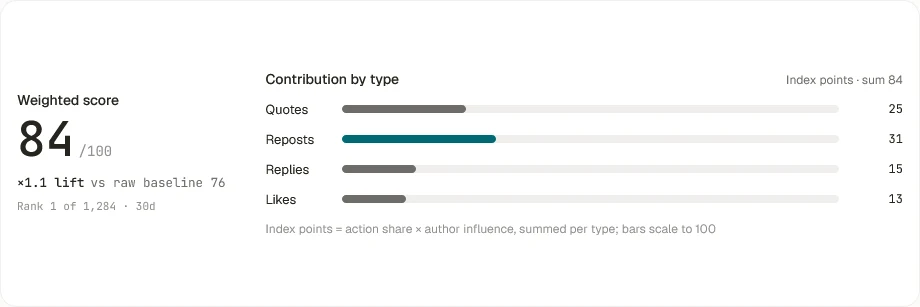 Weighted score
84 /100
×1.1 lift vs raw baseline 76
Rank 1 of 1,284 · 30d
Contribution by type
Index points · sum 84
Quotes 25
Reposts 31
Replies 15
Likes 13
Index points = action share × author influence, summed per type; bars scale to 100